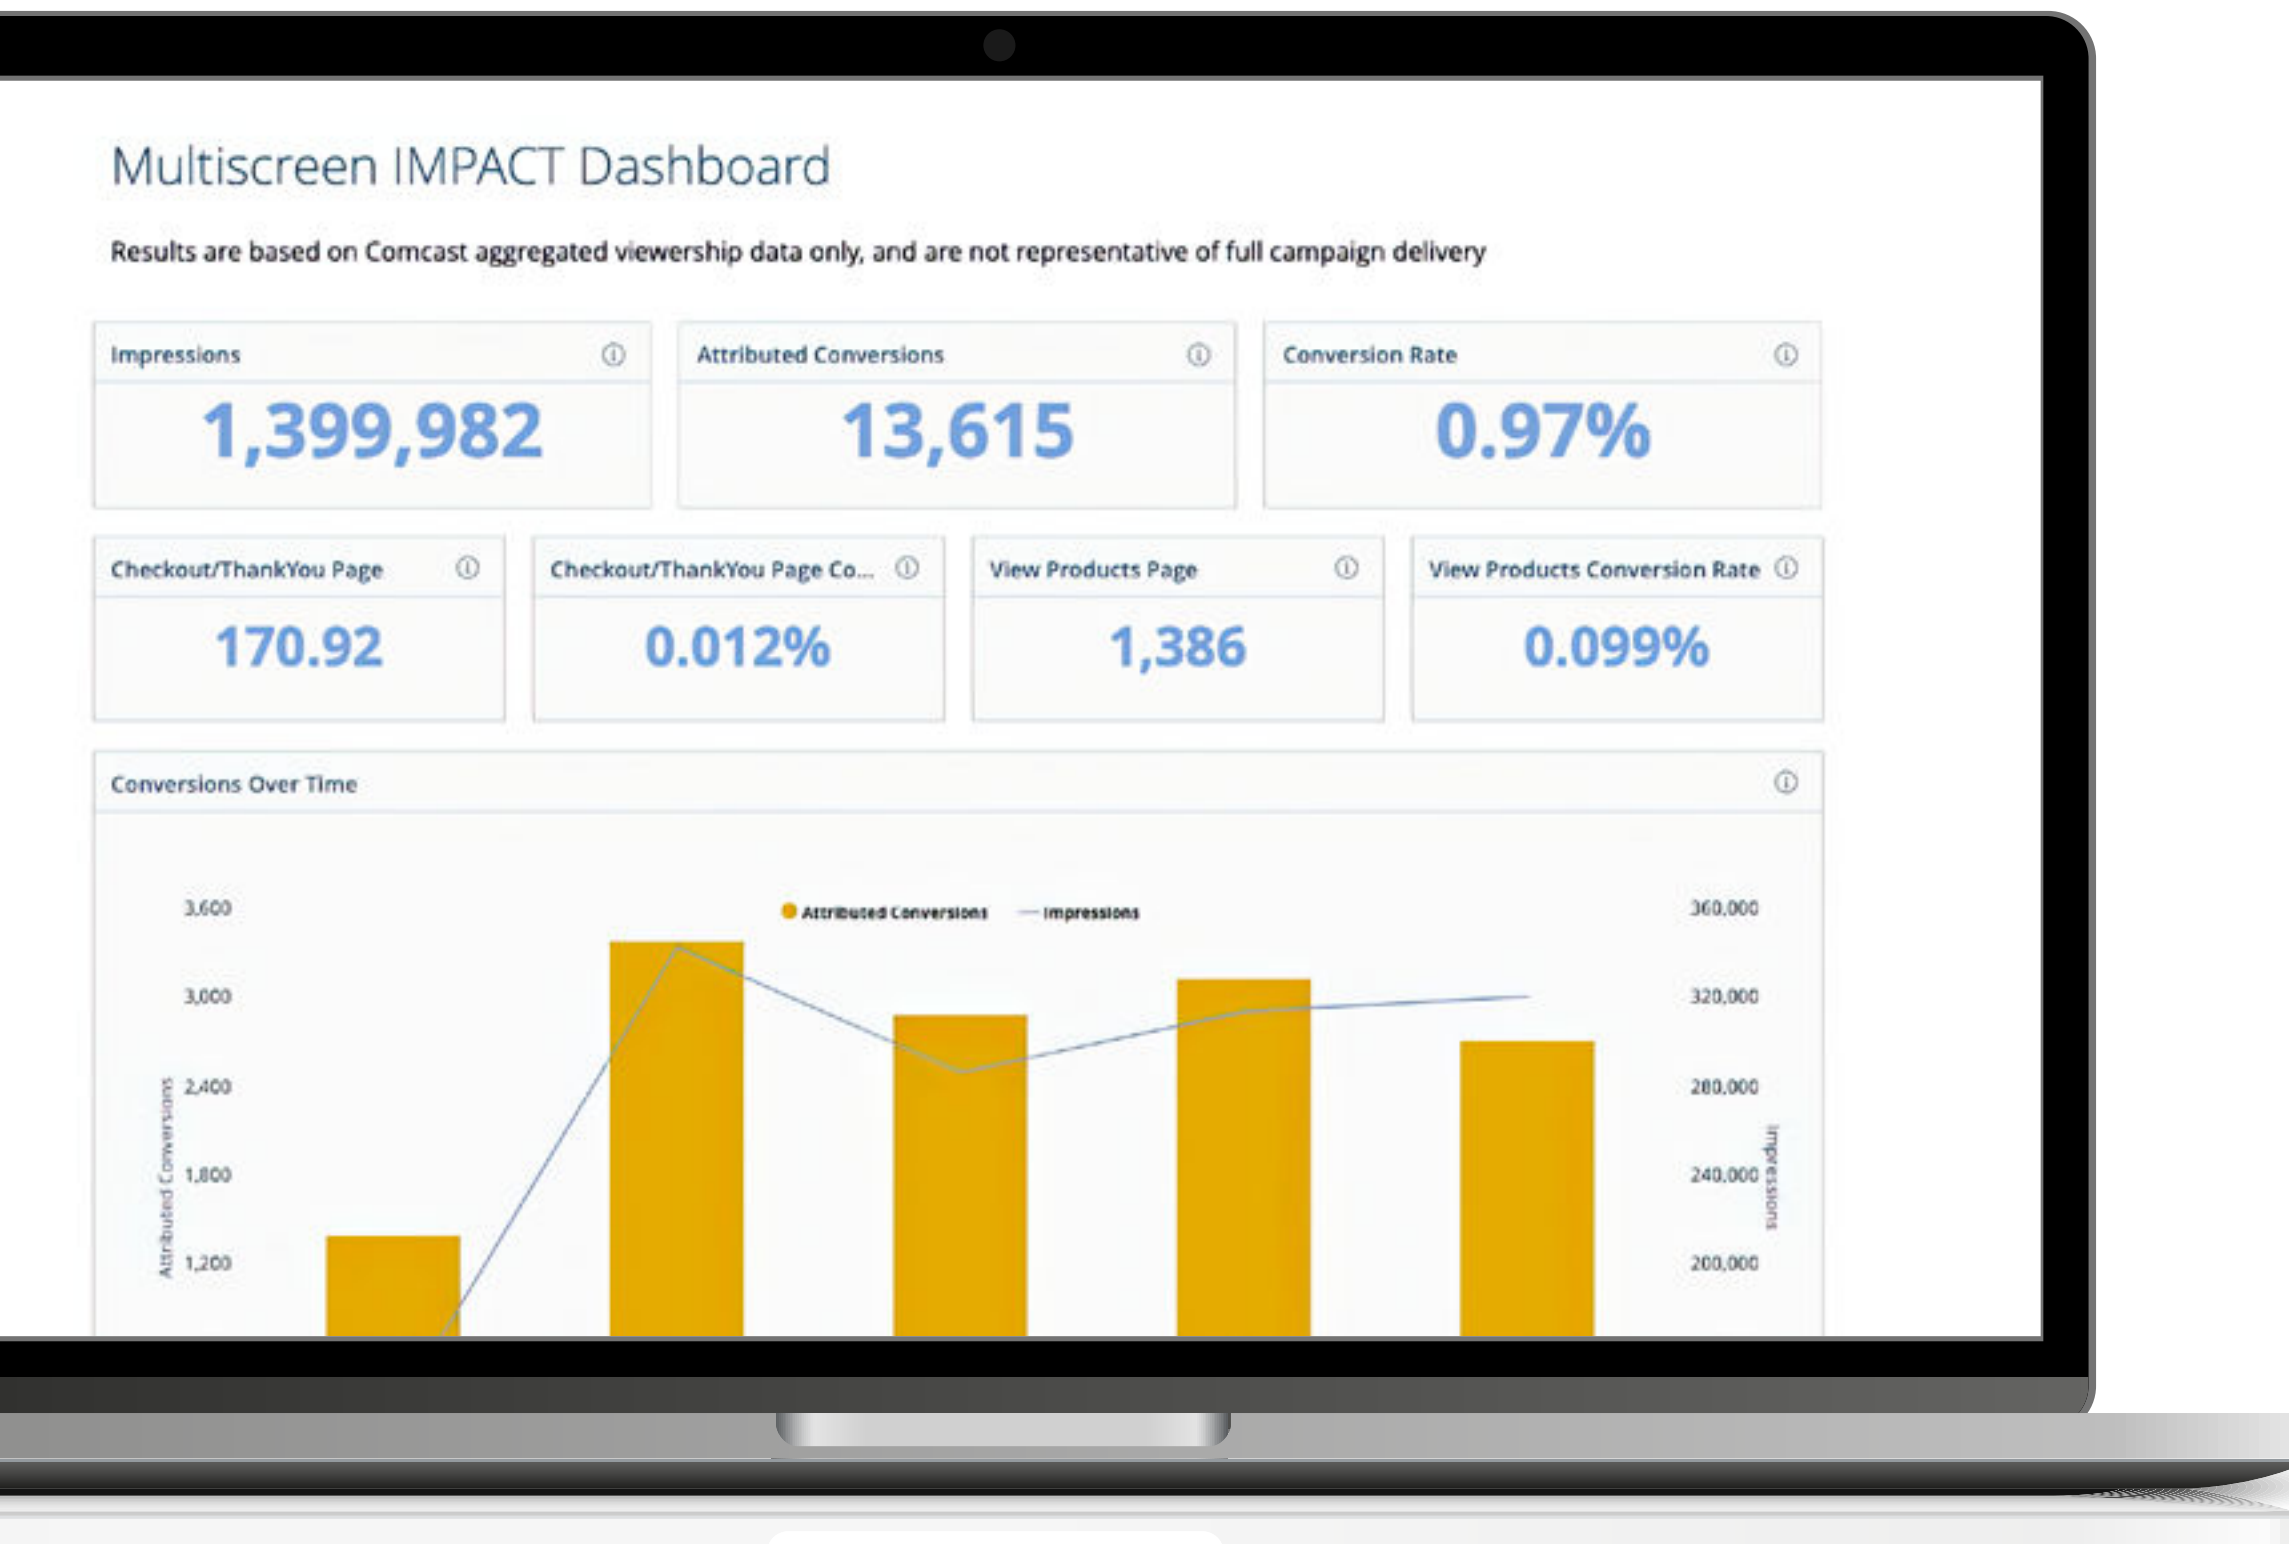 Multiscreen IMPACT Dashboard
Results are based on Comcast aggregated viewership data only, and are not representative of full campaign delivery
Impressions
Attributed Conversions
Conversion Rate
1,399,982
13,615
0.97%
Checkout/ThankYou Page
Checkout/ThankYou Page Co...
View Products Page
View Products Conversion Rate
170.92
0.012%
1,386
0.099%
Conversions Over Time
Attributed Conversions
Impressions
3,600
3,000
2,400
1,800
1,200
Attributed Conversions
360,000
320,000
280,000
240,000
200,000
Impressions